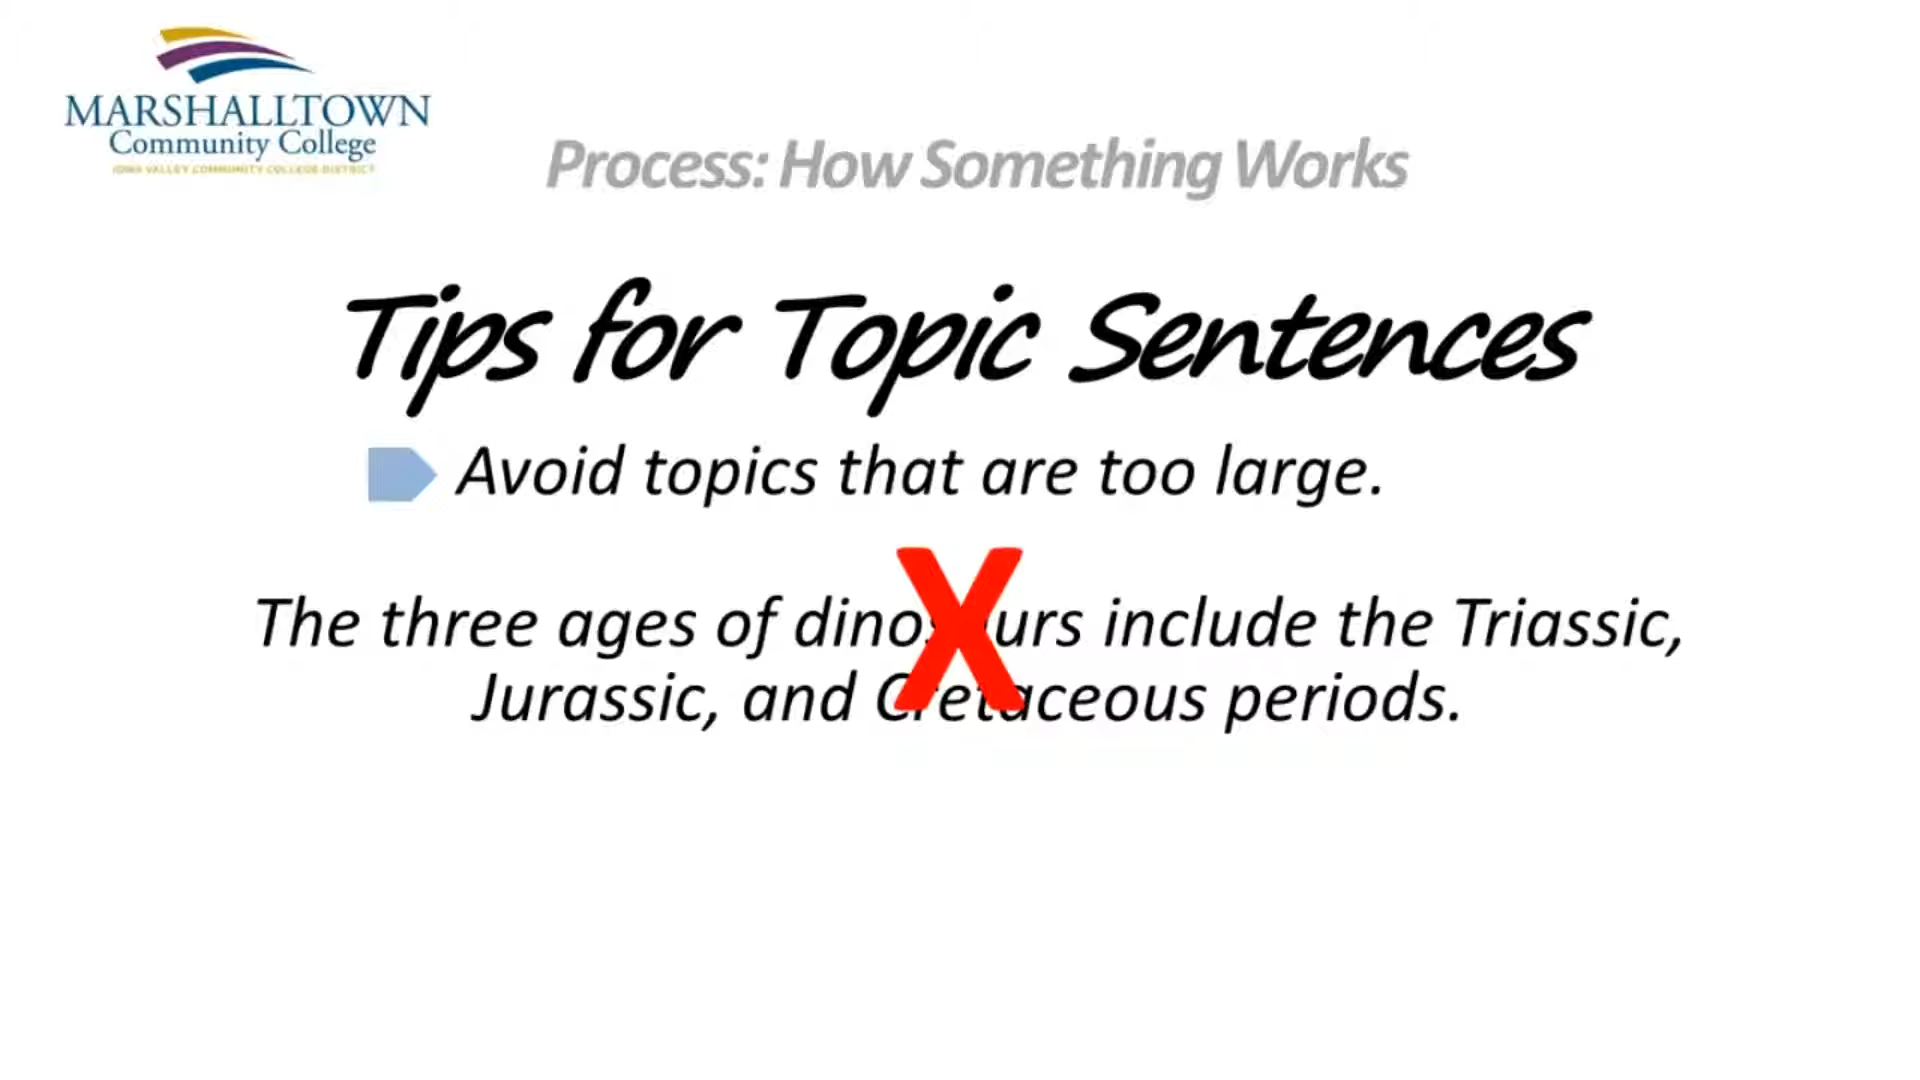 MARSHALLTOWN
Community College
IOWA VALLEY COMMUNITY COLLEGE DISTRICT
Process: How Something Works
Tips for Topic Sentences
Avoid topics that are too large.
The three ages of dinosaurs include the Triassic,
Jurassic, and Cretaceous periods.
X